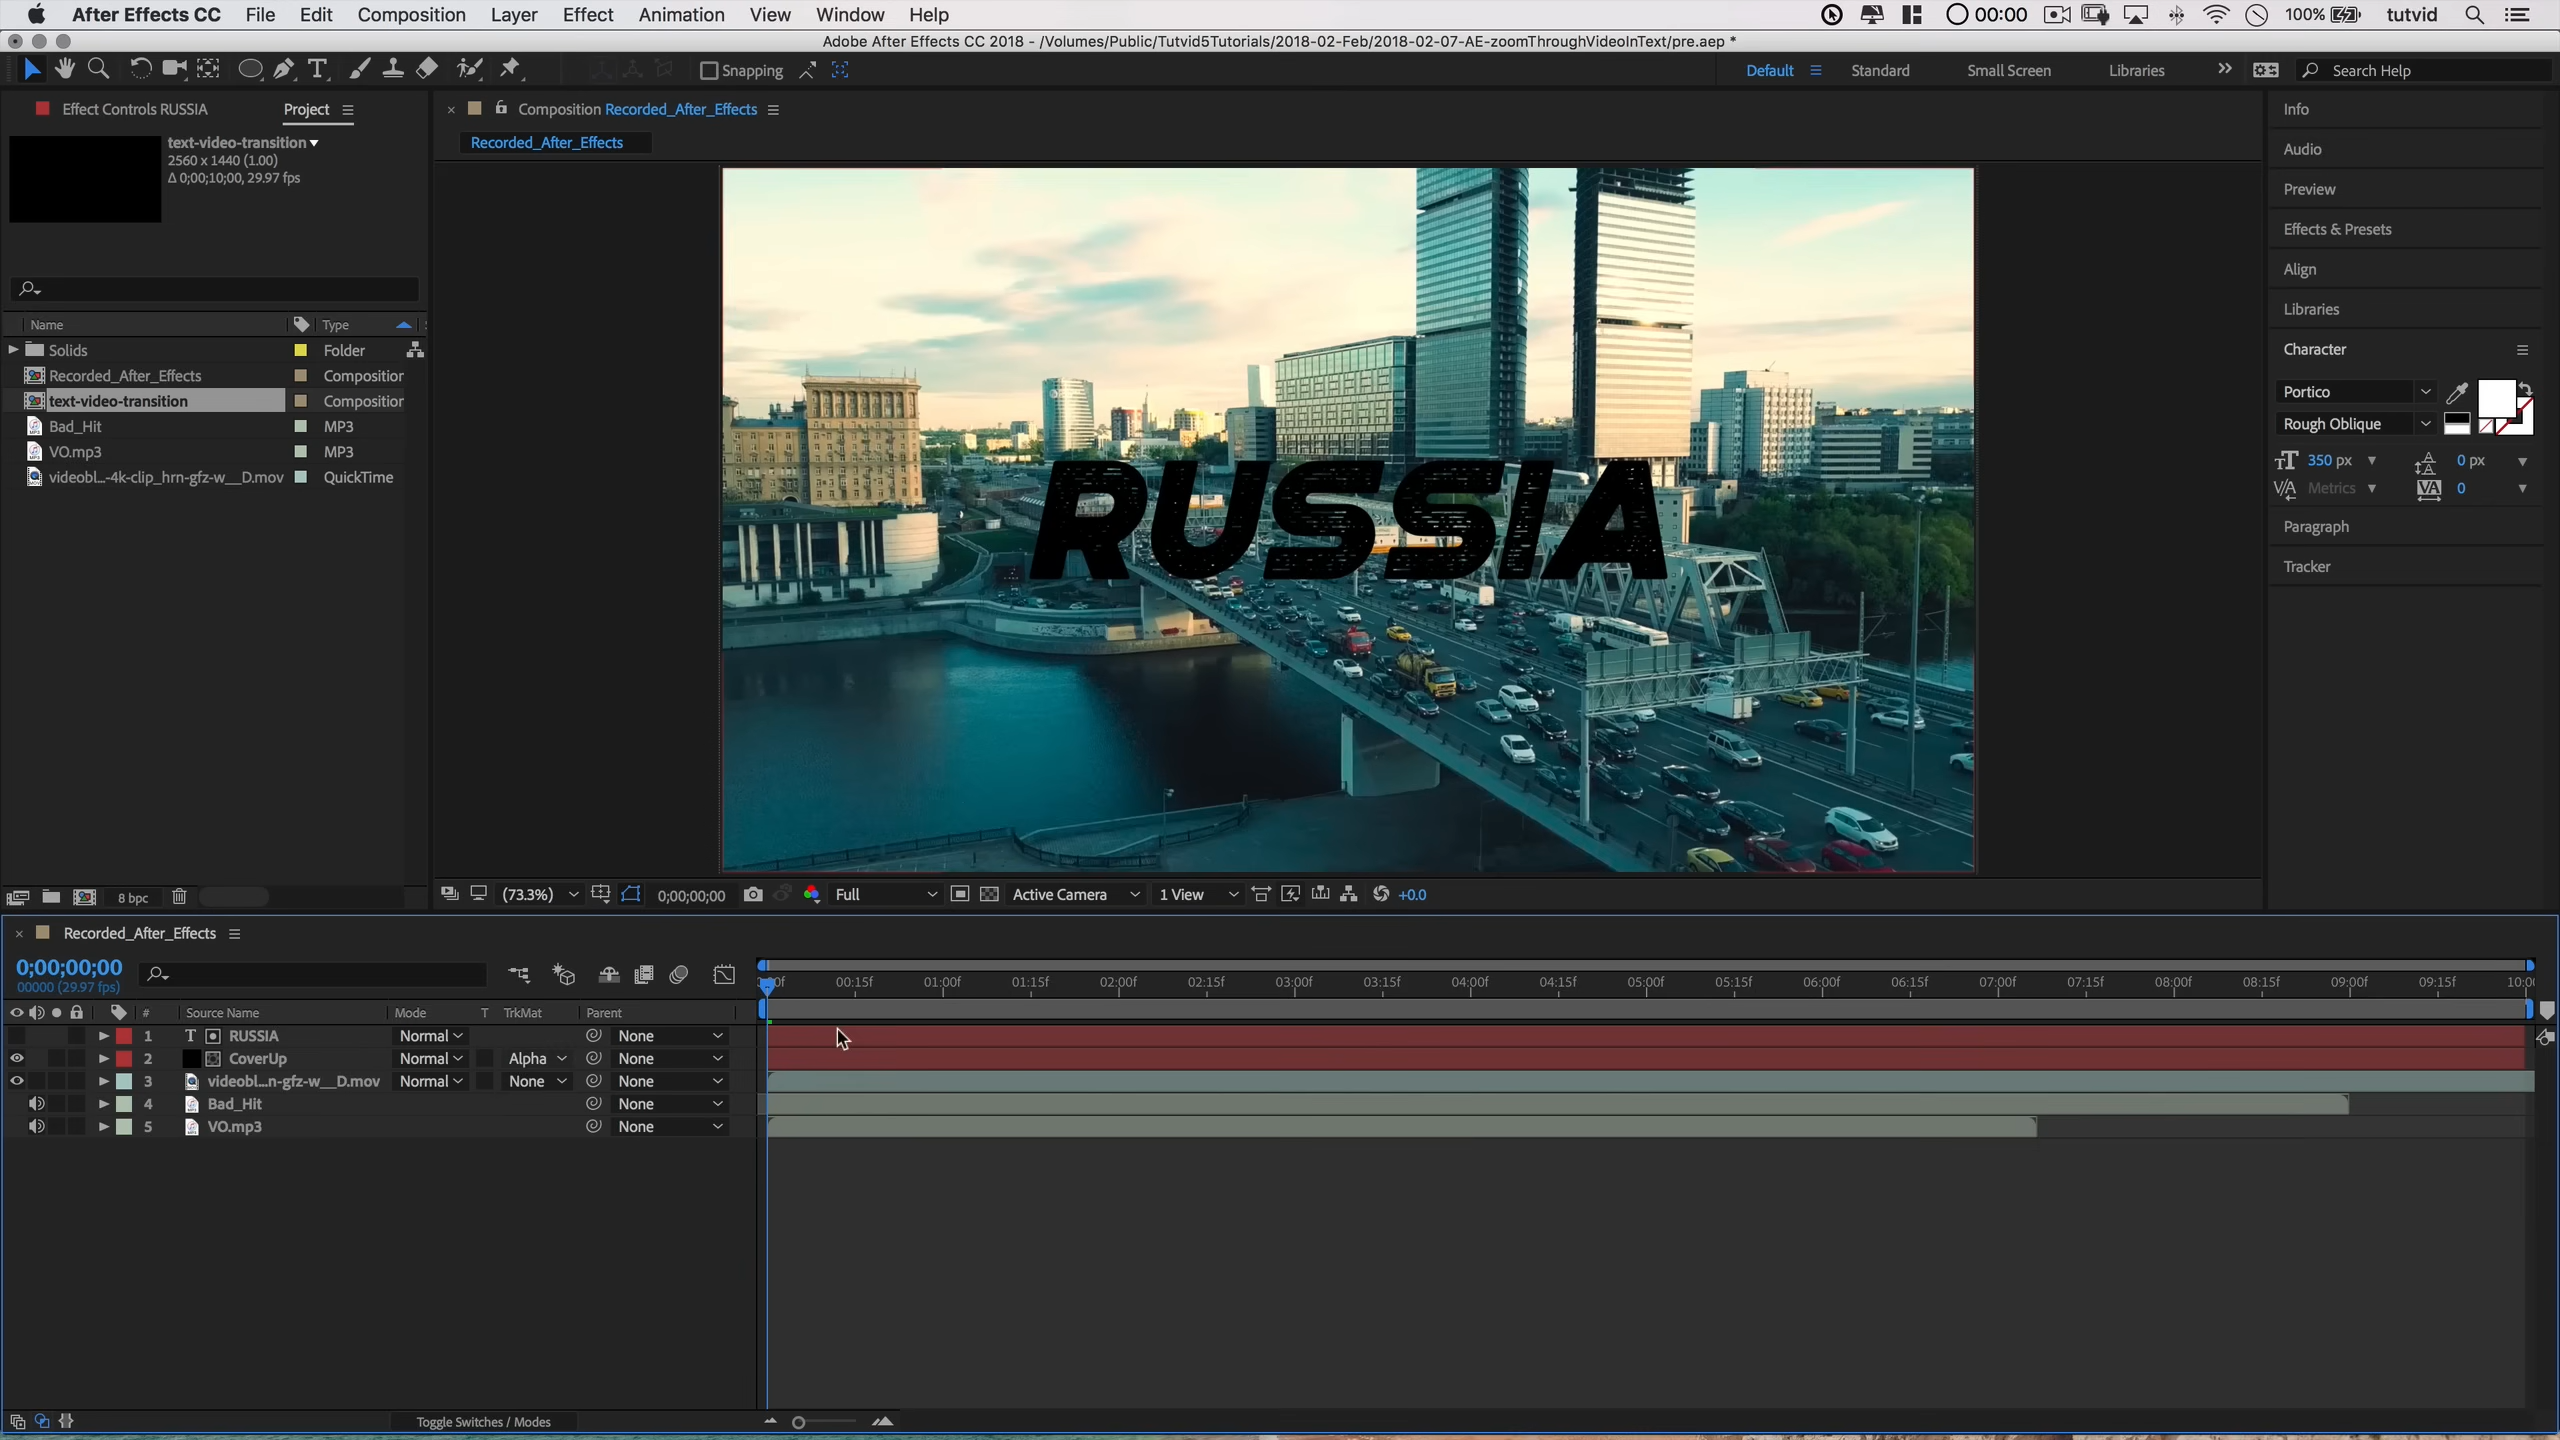 After Effects CC File Edit Composition Layer Effect Animation View Window Help 00:00 100% tutvid
Adobe After Effects CC 2018 - /Volumes/Public/Tutvid5Tutorials/2018-02-Feb/2018-02-07-AE-zoomThroughVideoInText/pre.aep *
Snapping Default Standard Small Screen Libraries Search Help
Effect Controls RUSSIA Project
text-video-transition
2560 x 1440 (1.00)
Δ 0;00;10;00, 29.97 fps
Name Type
Solids Folder
Recorded_After_Effects Composition
text-video-transition Composition
Bad_Hit MP3
VO.mp3 MP3
videobl...-4k-clip_hrn-gfz-w__D.mov QuickTime
8 bpc
Composition Recorded_After_Effects
Recorded_After_Effects
RUSSIA
(73.3%) 0;00;00;00 Full Active Camera 1 View +0.0
Info
Audio
Preview
Effects & Presets
Align
Libraries
Character
Portico
Rough Oblique
350 px 0 px
Metrics 0
Paragraph
Tracker
Recorded_After_Effects
0;00;00;00
00000 (29.97 fps)
00:15f 01:00f 01:15f 02:00f 02:15f 03:00f 03:15f 04:00f 04:15f 05:00f 05:15f 06:00f 06:15f 07:00f 07:15f 08:00f 08:15f 09:00f 09:15f 10:00
# Source Name Mode T TrkMat Parent
1 T RUSSIA Normal None
2 CoverUp Normal Alpha None
3 videobl...n-gfz-w__D.mov Normal None None
4 Bad_Hit None
5 VO.mp3 None
Toggle Switches / Modes